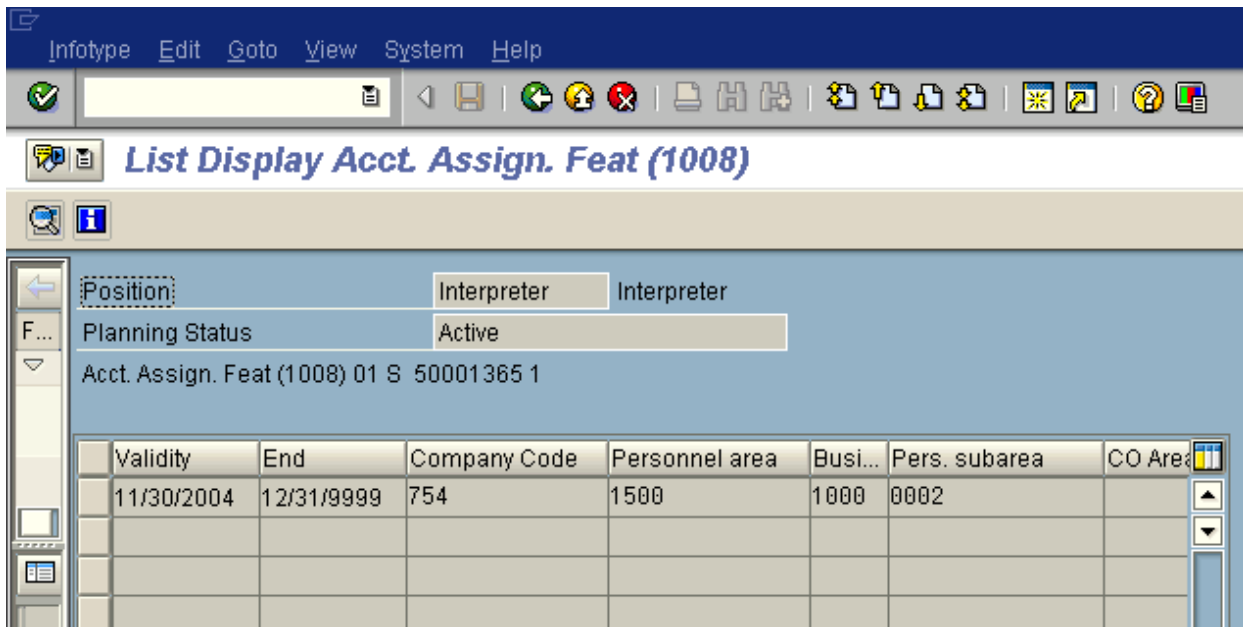 Infotype Edit Goto View System Help
List Display Acct. Assign. Feat (1008)
Position Interpreter Interpreter
F... Planning Status Active
Acct. Assign. Feat (1008) 01 S 50001365 1
Validity End Company Code Personnel area Busi... Pers. subarea CO Area
11/30/2004 12/31/9999 754 1500 1000 0002